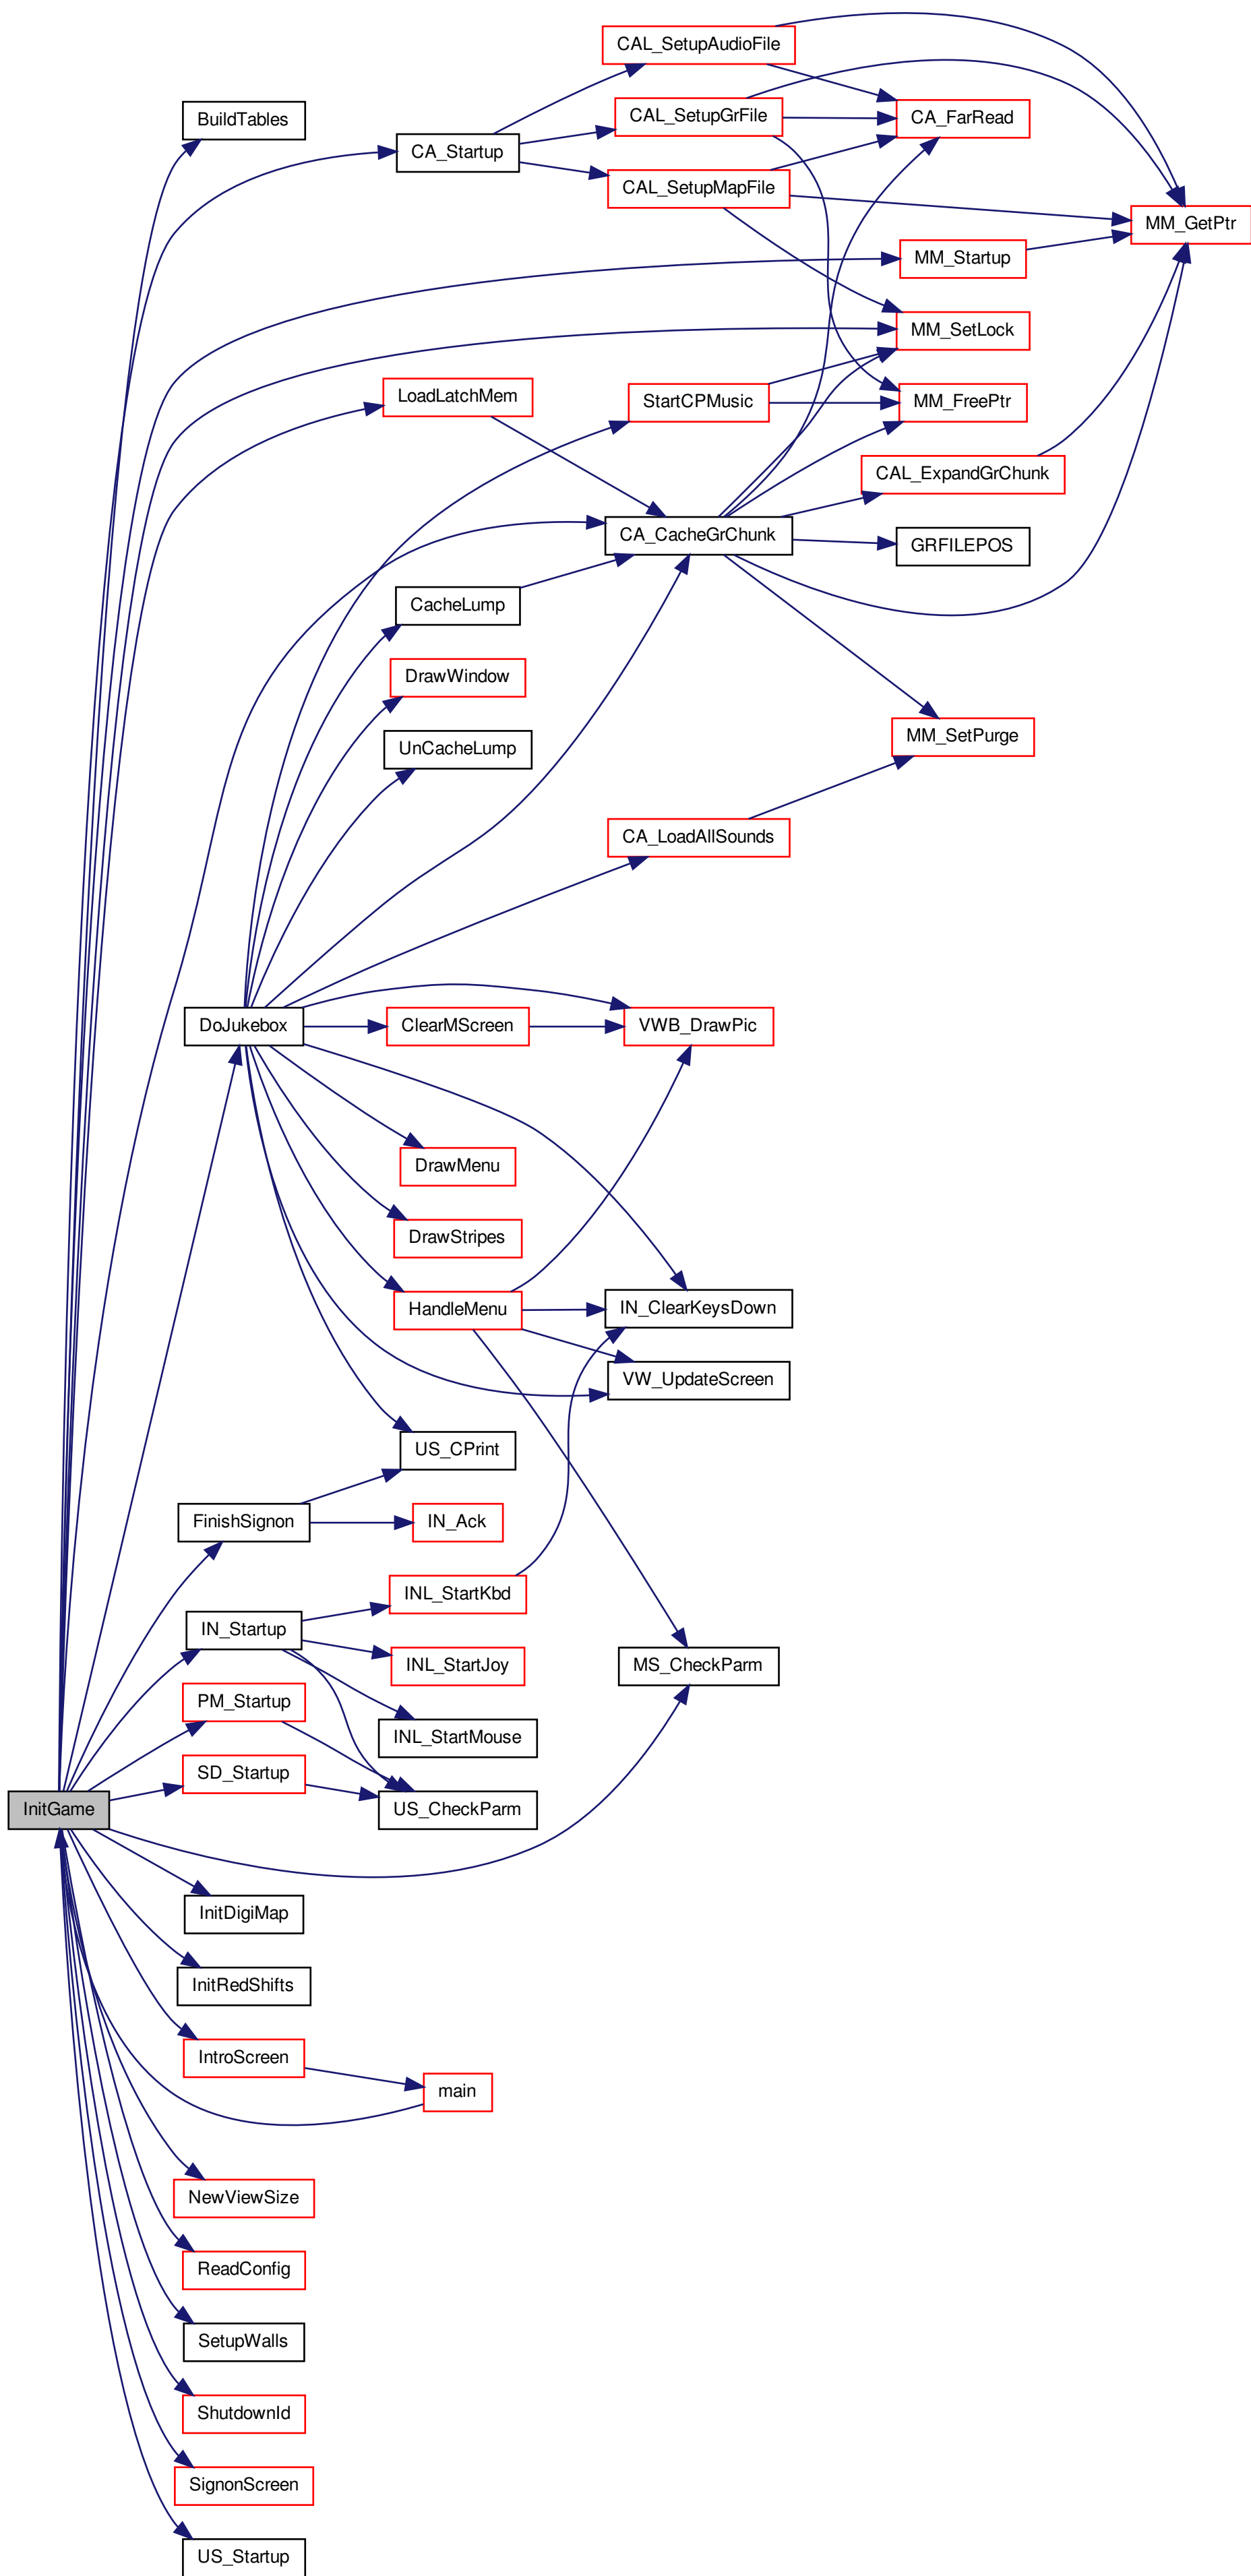 CAL_SetupAudioFile
BuildTables
CAL_SetupGrFile
CA_FarRead
CA_Startup
CAL_SetupMapFile
MM_GetPtr
MM_Startup
MM_SetLock
LoadLatchMem
StartCPMusic
MM_FreePtr
CAL_ExpandGrChunk
CA_CacheGrChunk
GRFILEPOS
CacheLump
DrawWindow
UnCacheLump
MM_SetPurge
CA_LoadAllSounds
DoJukebox
ClearMScreen
VWB_DrawPic
DrawMenu
DrawStripes
HandleMenu
IN_ClearKeysDown
VW_UpdateScreen
US_CPrint
FinishSignon
IN_Ack
INL_StartKbd
IN_Startup
INL_StartJoy
MS_CheckParm
PM_Startup
INL_StartMouse
SD_Startup
InitGame
US_CheckParm
InitDigiMap
InitRedShifts
IntroScreen
main
NewViewSize
ReadConfig
SetupWalls
ShutdownId
SignonScreen
US_Startup